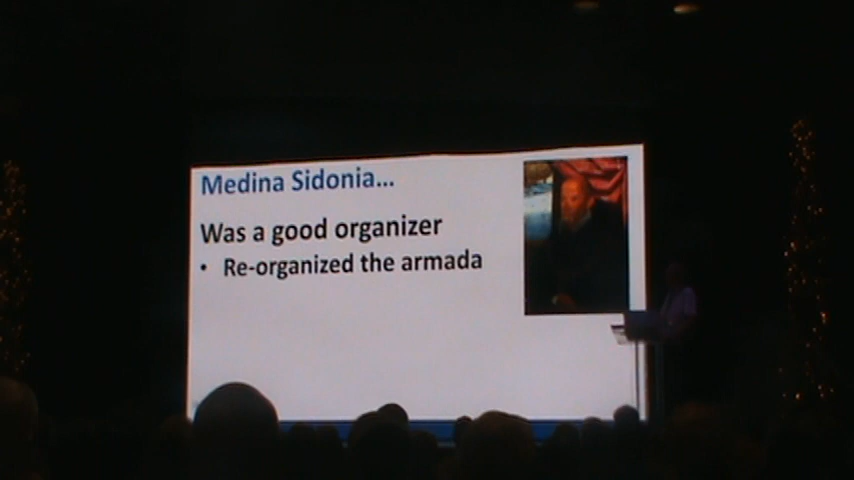 Medina Sidonia...
Was a good organizer
• Re-organized the armada